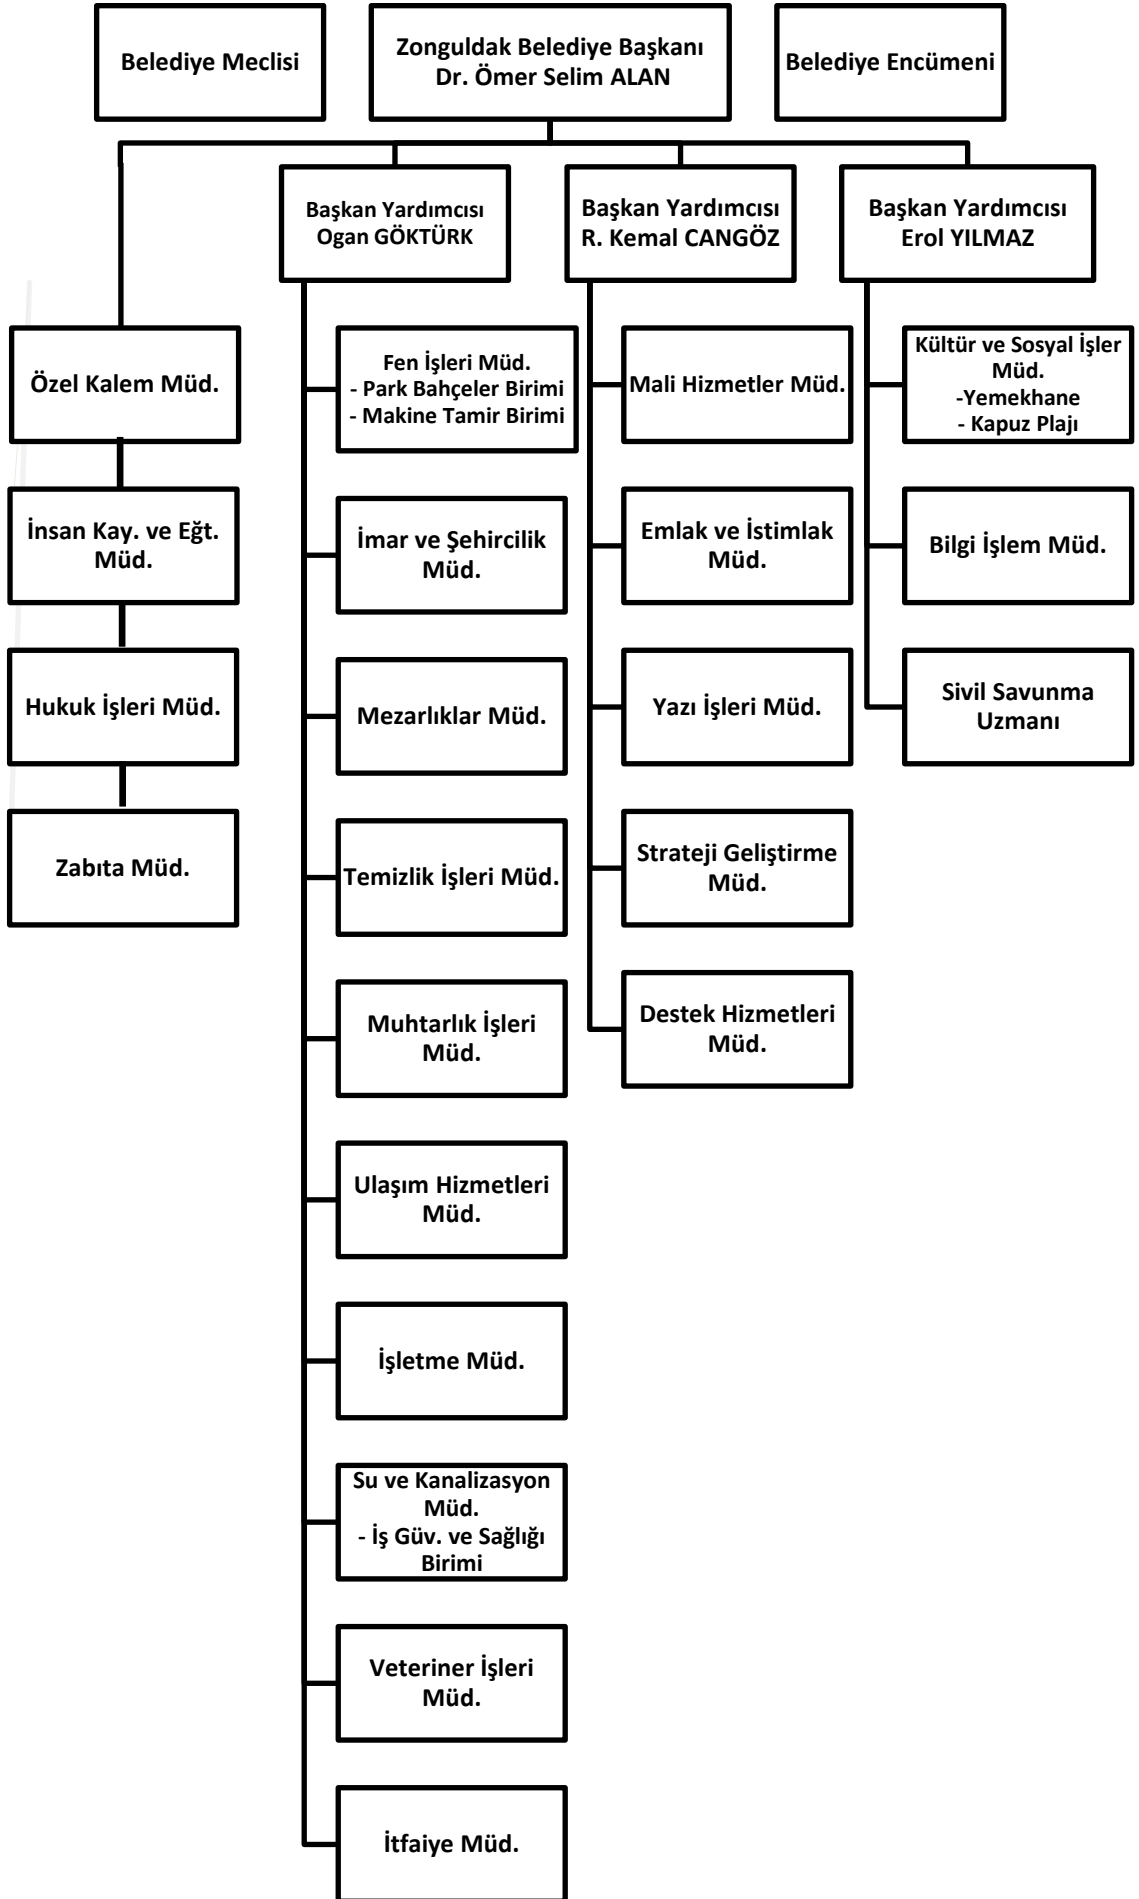 Belediye Meclisi
Zonguldak Belediye Başkanı
Dr. Ömer Selim ALAN
Belediye Encümeni
Başkan Yardımcısı
Ogan GÖKTÜRK
Başkan Yardımcısı
R. Kemal CANGÖZ
Başkan Yardımcısı
Erol YILMAZ
Özel Kalem Müd.
İnsan Kay. ve Eğt.
Müd.
Hukuk İşleri Müd.
Zabıta Müd.
Fen İşleri Müd.
- Park Bahçeler Birimi
- Makine Tamir Birimi
İmar ve Şehircilik
Müd.
Mezarlıklar Müd.
Temizlik İşleri Müd.
Muhtarlık İşleri
Müd.
Ulaşım Hizmetleri
Müd.
İşletme Müd.
Su ve Kanalizasyon
Müd.
- İş Güv. ve Sağlığı
Birimi
Veteriner İşleri
Müd.
İtfaiye Müd.
Mali Hizmetler Müd.
Emlak ve İstimlak
Müd.
Yazı İşleri Müd.
Strateji Geliştirme
Müd.
Destek Hizmetleri
Müd.
Kültür ve Sosyal İşler
Müd.
-Yemekhane
- Kapuz Plajı
Bilgi İşlem Müd.
Sivil Savunma
Uzmanı